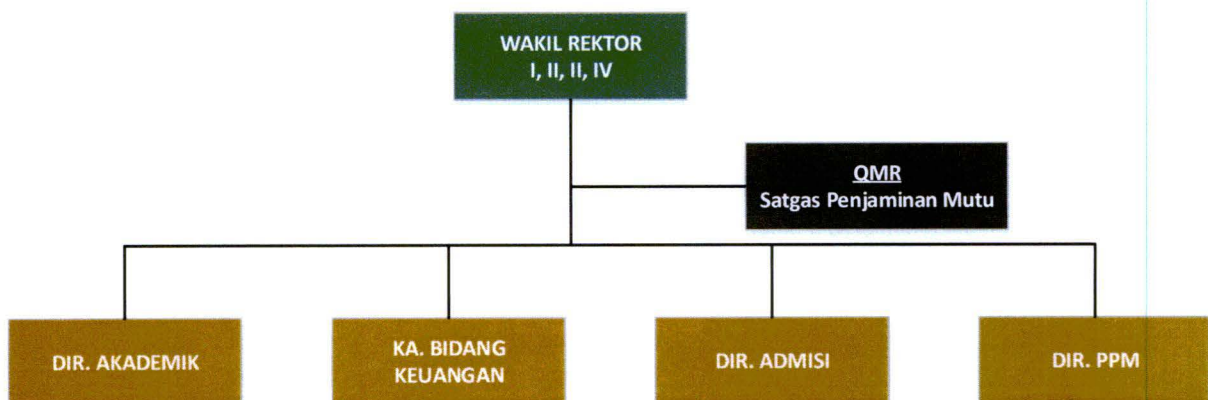 WAKIL REKTOR
I, II, II, IV
QMR
Satgas Penjaminan Mutu
DIR. AKADEMIK
KA. BIDANG
KEUANGAN
DIR. ADMISI
DIR. PPM